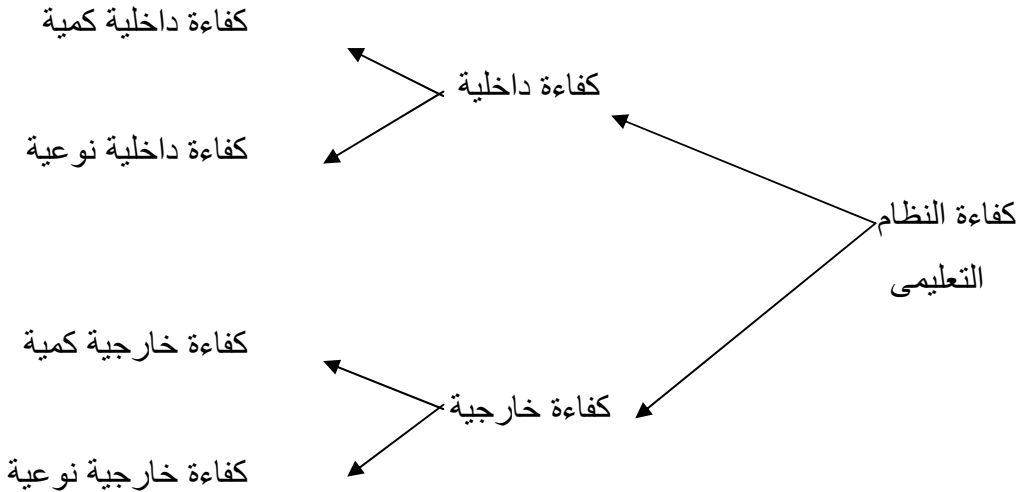 كفاءة داخلية كمية
كفاءة داخلية
كفاءة داخلية نوعية
كفاءة النظام
التعليمى
كفاءة خارجية كمية
كفاءة خارجية
كفاءة خارجية نوعية